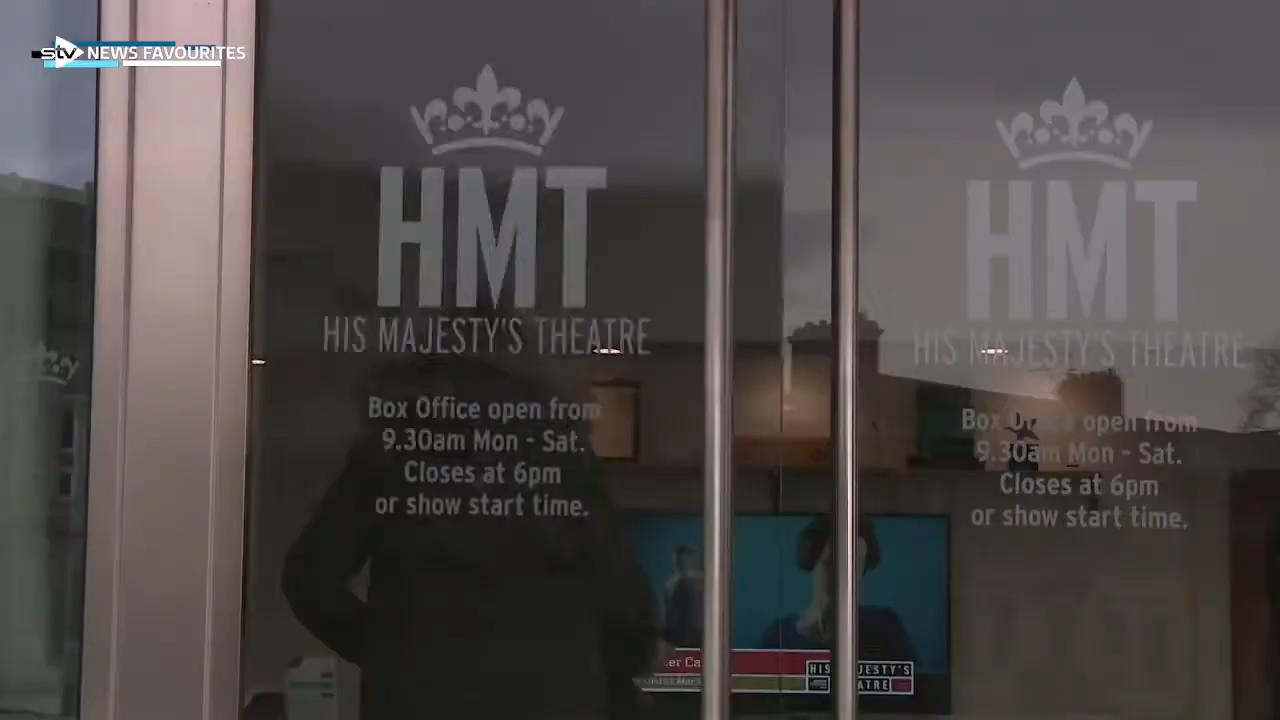 stv NEWS FAVOURITES
HMT
HIS MAJESTY'S THEATRE
Box Office open from
9.30am Mon - Sat.
Closes at 6pm
or show start time.
HMT
HIS MAJESTY'S THEATRE
Box Office open from
9.30am Mon - Sat.
Closes at 6pm
or show start time.
HIS MAJESTY'S
THEATRE